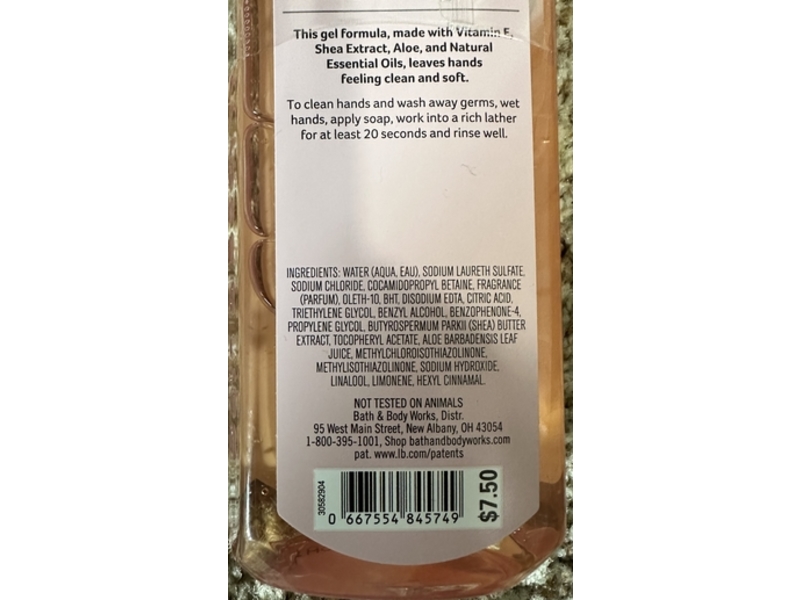 This gel formula, made with Vitamin E,
Shea Extract, Aloe, and Natural
Essential Oils, leaves hands
feeling clean and soft.
To clean hands and wash away germs, wet
hands, apply soap, work into a rich lather
for at least 20 seconds and rinse well.
INGREDIENTS: WATER (AQUA, EAU), SODIUM LAURETH SULFATE,
SODIUM CHLORIDE, COCAMIDOPROPYL BETAINE, FRAGRANCE
(PARFUM), OLETH-10, BHT, DISODIUM EDTA, CITRIC ACID,
TRIETHYLENE GLYCOL, BENZYL ALCOHOL, BENZOPHENONE-4,
PROPYLENE GLYCOL, BUTYROSPERMUM PARKII (SHEA) BUTTER
EXTRACT, TOCOPHERYL ACETATE, ALOE BARBADENSIS LEAF
JUICE, METHYLCHLOROISOTHIAZOLINONE,
METHYLISOTHIAZOLINONE, SODIUM HYDROXIDE,
LINALOOL, LIMONENE, HEXYL CINNAMAL.
NOT TESTED ON ANIMALS
Bath & Body Works, Distr.
95 West Main Street, New Albany, OH 43054
1-800-395-1001, Shop bathandbodyworks.com
pat. www.lb.com/patents
30582904
0 667554 845749
$7.50